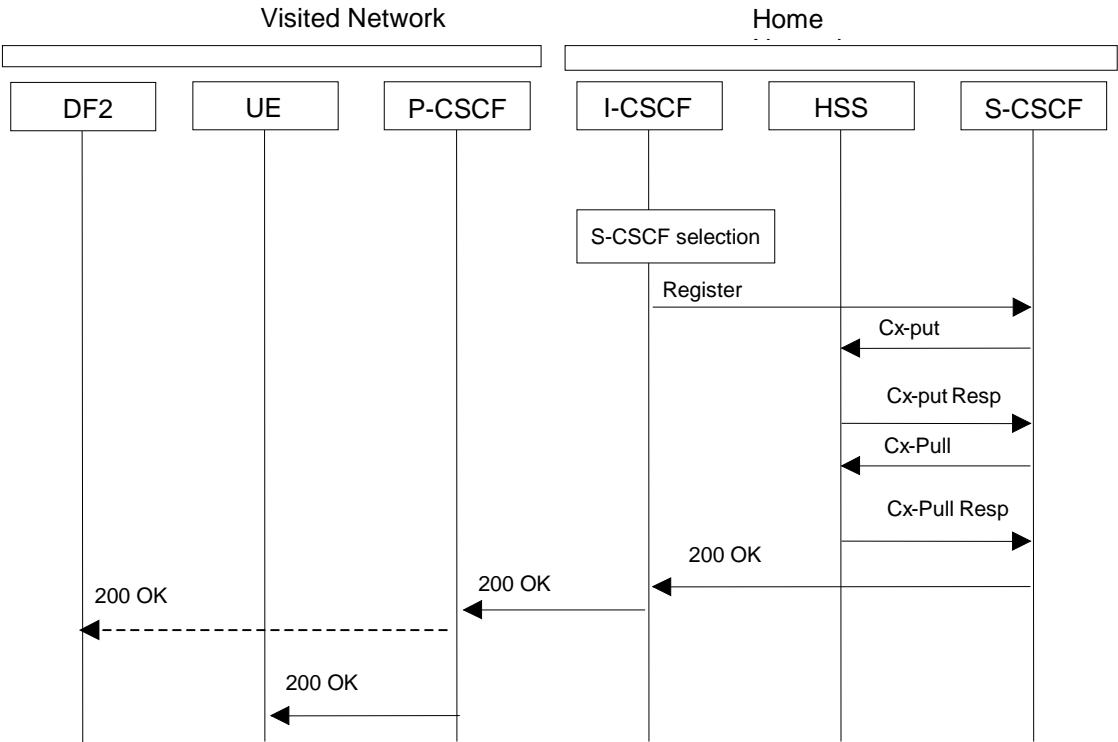 Visited Network
Home
DF2
UE
P-CSCF
I-CSCF
HSS
S-CSCF
S-CSCF selection
Register
Cx-put
Cx-put Resp
Cx-Pull
Cx-Pull Resp
200 OK
200 OK
200 OK
200 OK